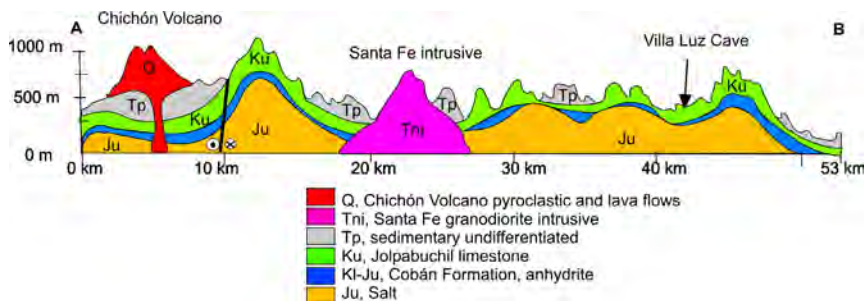 Chichón Volcano
A
B
1000 m
500 m
0 m
Q
Tp
Ku
Ju
Ku
Ju
Santa Fe intrusive
Tp
Tni
Tp
Villa Luz Cave
Tp
Ku
Ju
0 km
10 km
20 km
30 km
40 km
53 km
Q, Chichón Volcano pyroclastic and lava flows
Tni, Santa Fe granodiorite intrusive
Tp, sedimentary undifferentiated
Ku, Jolpabuchil limestone
Kl-Ju, Cobán Formation, anhydrite
Ju, Salt